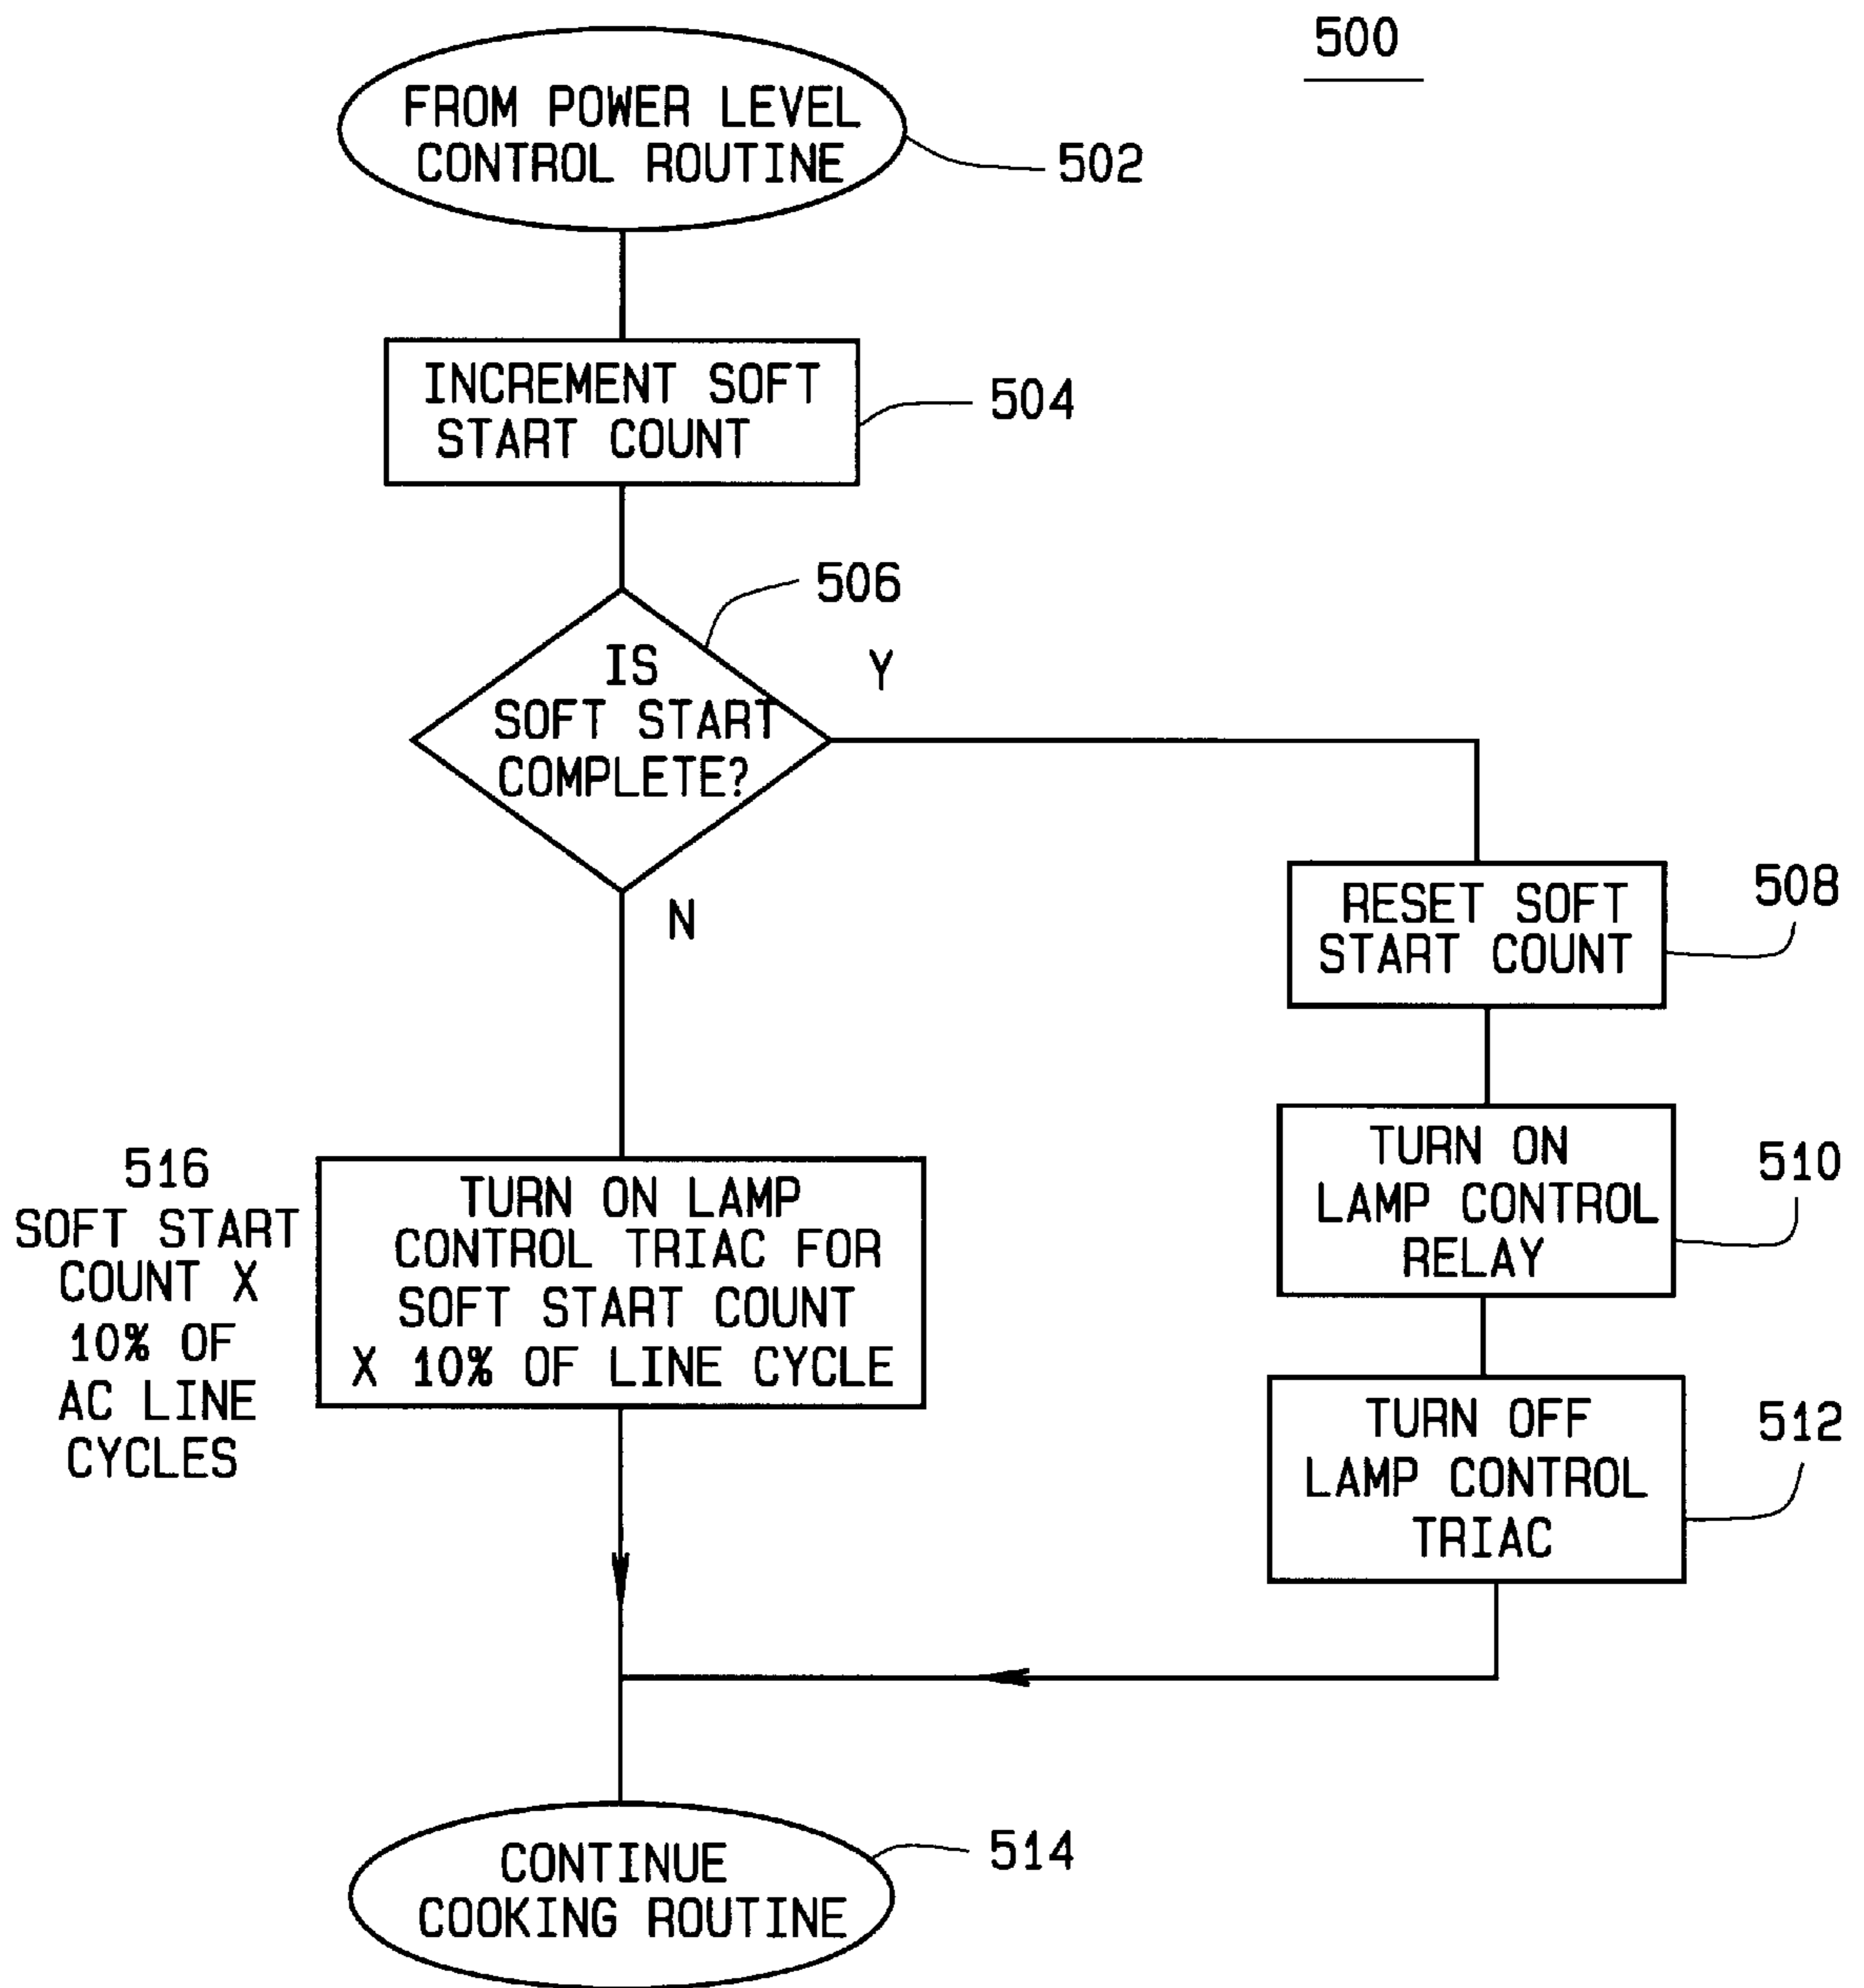 500
FROM POWER LEVEL
CONTROL ROUTINE
502
INCREMENT SOFT
START COUNT
504
506
IS
SOFT START
COMPLETE?
Y
N
RESET SOFT
START COUNT
508
TURN ON
LAMP CONTROL
RELAY
510
516
SOFT START
COUNT X
10% OF
AC LINE
CYCLES
TURN ON LAMP
CONTROL TRIAC FOR
SOFT START COUNT
X 10% OF LINE CYCLE
TURN OFF
LAMP CONTROL
TRIAC
512
CONTINUE
COOKING ROUTINE
514